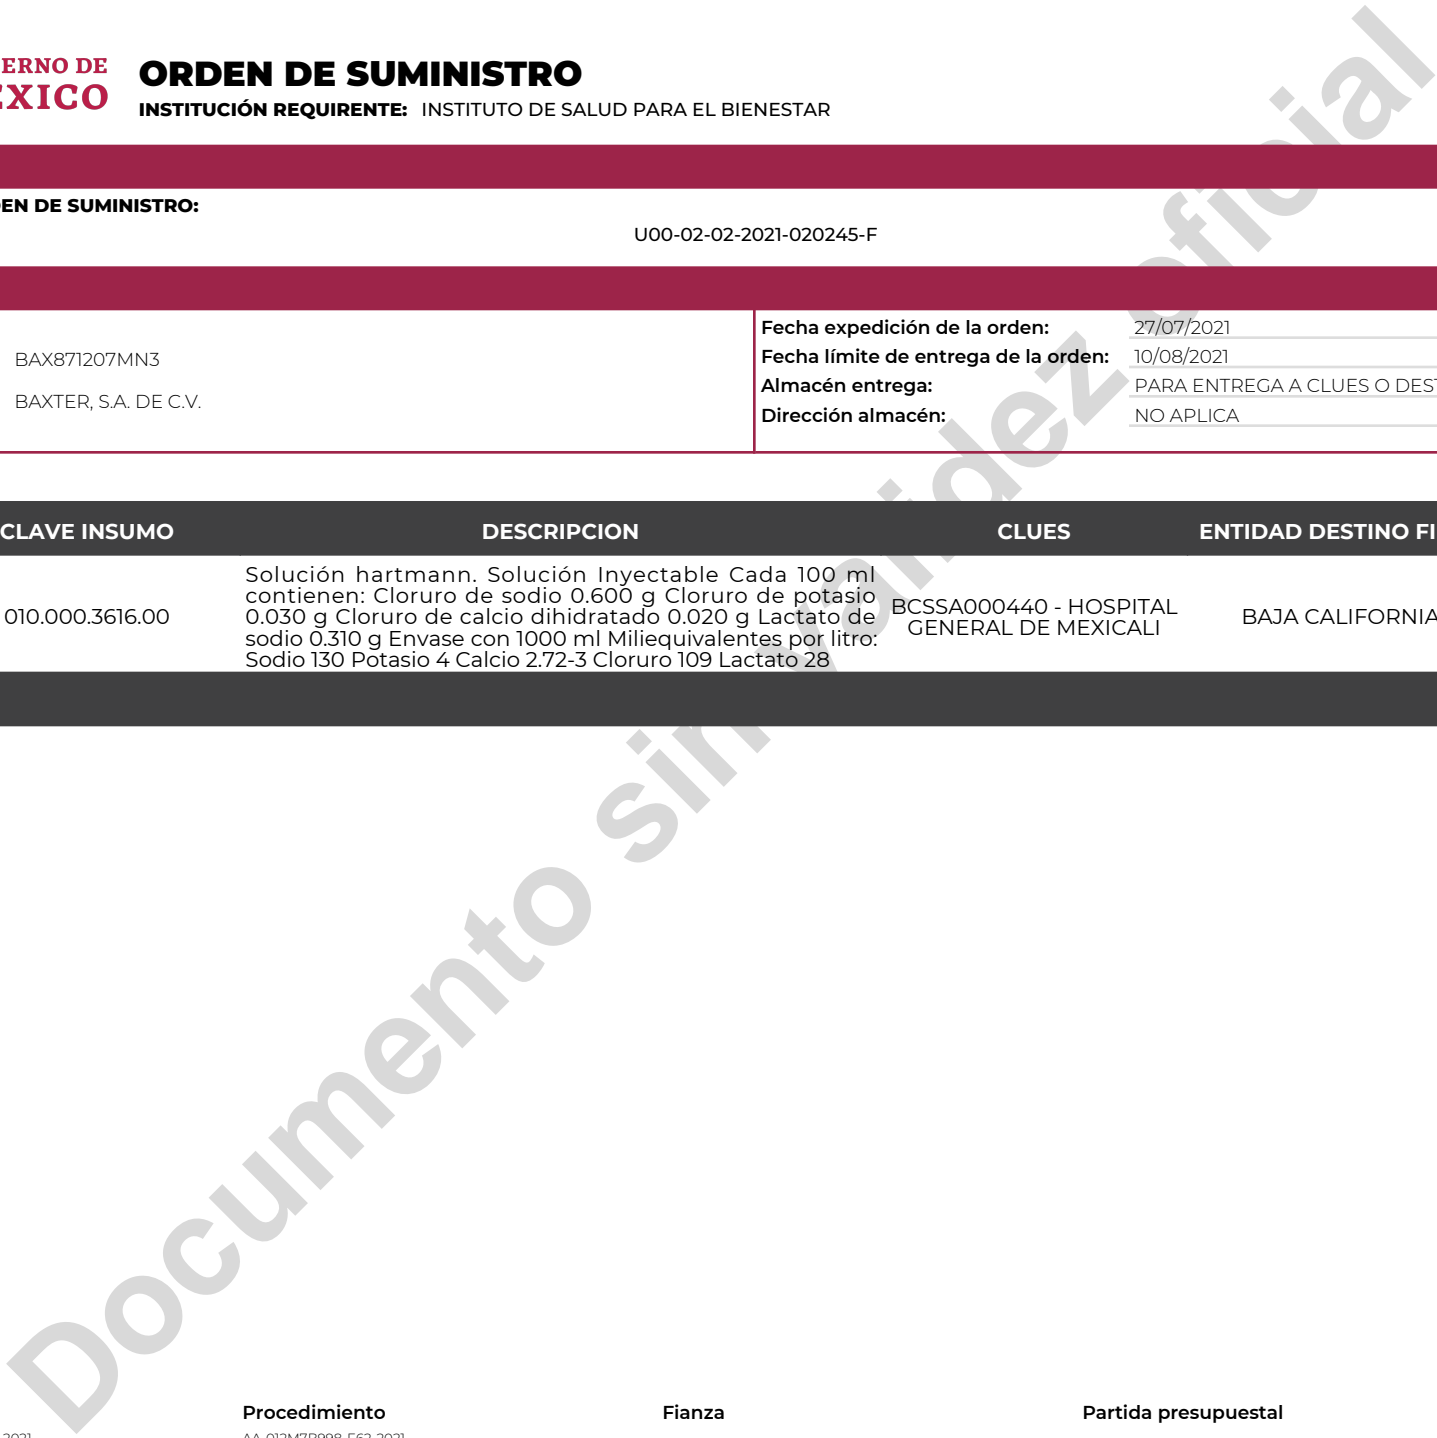 ERNO DE
EXICO
ORDEN DE SUMINISTRO
INSTITUCIÓN REQUIRENTE: INSTITUTO DE SALUD PARA EL BIENESTAR
EN DE SUMINISTRO:
U00-02-02-2021-020245-F
BAX871207MN3
BAXTER, S.A. DE C.V.
Fecha expedición de la orden: 27/07/2021
Fecha límite de entrega de la orden: 10/08/2021
Almacén entrega: PARA ENTREGA A CLUES O DEST
Dirección almacén: NO APLICA
CLAVE INSUMO DESCRIPCION CLUES ENTIDAD DESTINO FI
010.000.3616.00
Solución hartmann. Solución Inyectable Cada 100 ml
contienen: Cloruro de sodio 0.600 g Cloruro de potasio
0.030 g Cloruro de calcio dihidratado 0.020 g Lactato de
sodio 0.310 g Envase con 1000 ml Miliequivalentes por litro:
Sodio 130 Potasio 4 Calcio 2.72-3 Cloruro 109 Lactato 28
BCSSA000440 - HOSPITAL
GENERAL DE MEXICALI
BAJA CALIFORNIA
Documento sin validez oficial
Procedimiento Fianza Partida presupuestal